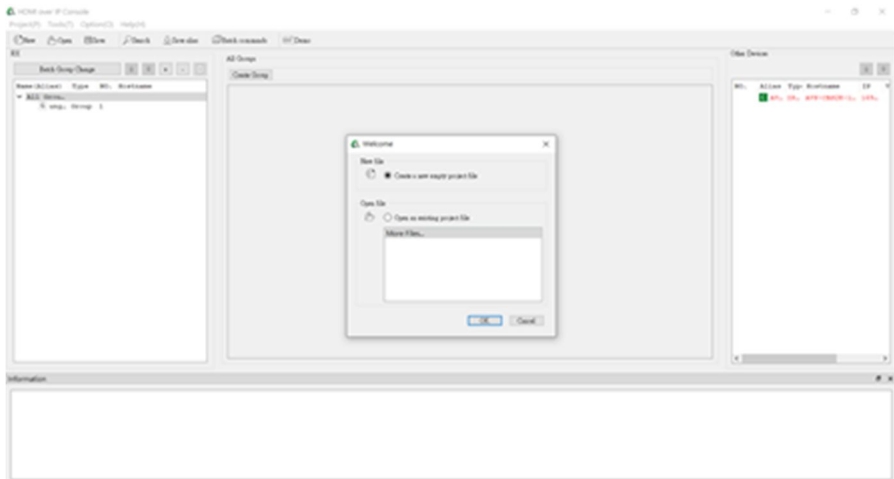 HDMI over IP Console
Project(P) Tools(T) Option(O) Help(H)
New Open Save Search Save alias Batch commands Demo
RX
All Groups
Other Devices
Batch Group Change
Create Group
Name(Alias) Type NO. Hostname
NO. Alias Typ Hostname IP
All Grou...
Group 1
Welcome
New file
Create a new empty project file
Open file
Open an existing project file
More Files...
OK Cancel
Information